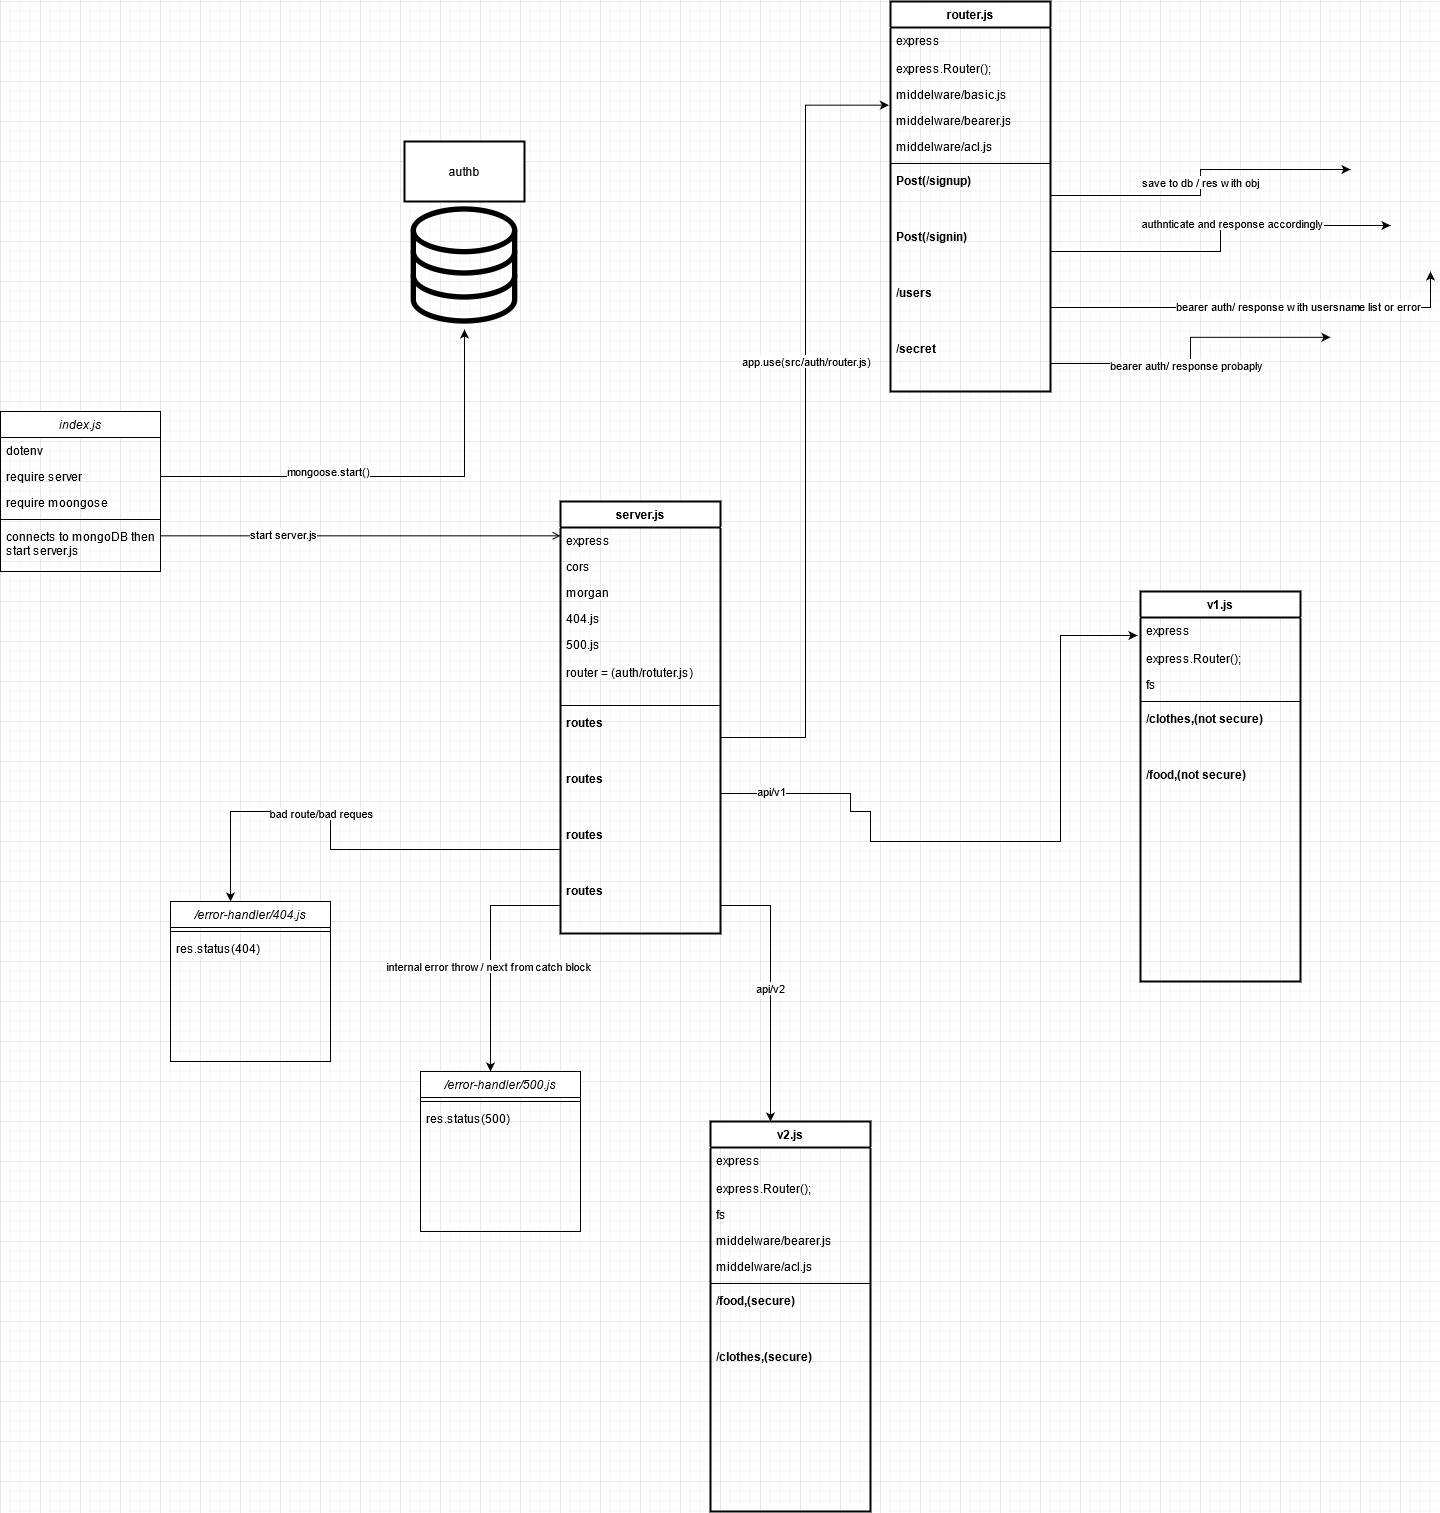 router.js
express
express.Router();
middelware/basic.js
middelware/bearer.js
middelware/acl.js
Post(/signup)
save to db / res with obj
Post(/signin)
authnticate and response accordingly
/users
bearer auth/ response with usersname list or error
/secret
bearer auth/ response probaply
authb
app.use(src/auth/router.js)
index.js
dotenv
require server
require moongose
connects to mongoDB then
start server.js
mongoose.start()
start server.js
server.js
express
cors
morgan
404.js
500.js
router = (auth/rotuter.js)
routes
routes
routes
routes
api/v1
v1.js
express
express.Router();
fs
/clothes,(not secure)
/food,(not secure)
bad route/bad reques
/error-handler/404.js
res.status(404)
internal error throw / next from catch block
/error-handler/500.js
res.status(500)
api/v2
v2.js
express
express.Router();
fs
middelware/bearer.js
middelware/acl.js
/food,(secure)
/clothes,(secure)